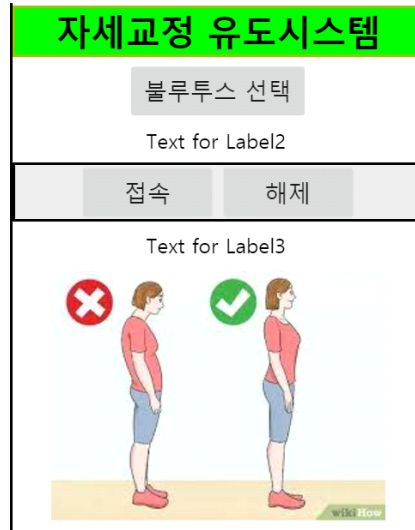 자세교정 유도시스템
불루투스 선택
Text for Label2
접속 해제
Text for Label3
wikiHow